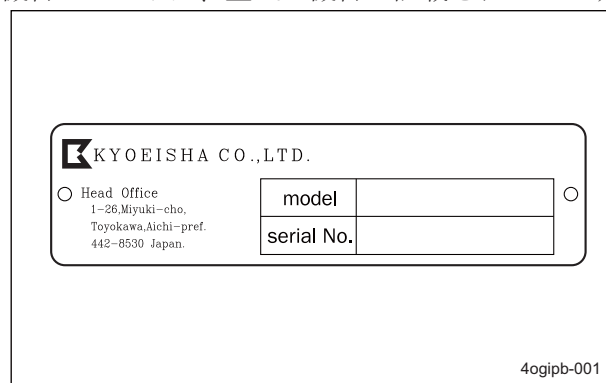 KYOEISHA CO.,LTD.
Head Office
1-26,Miyuki-cho,
Toyokawa,Aichi-pref.
442-8530 Japan.
model
serial No.
4ogipb-001